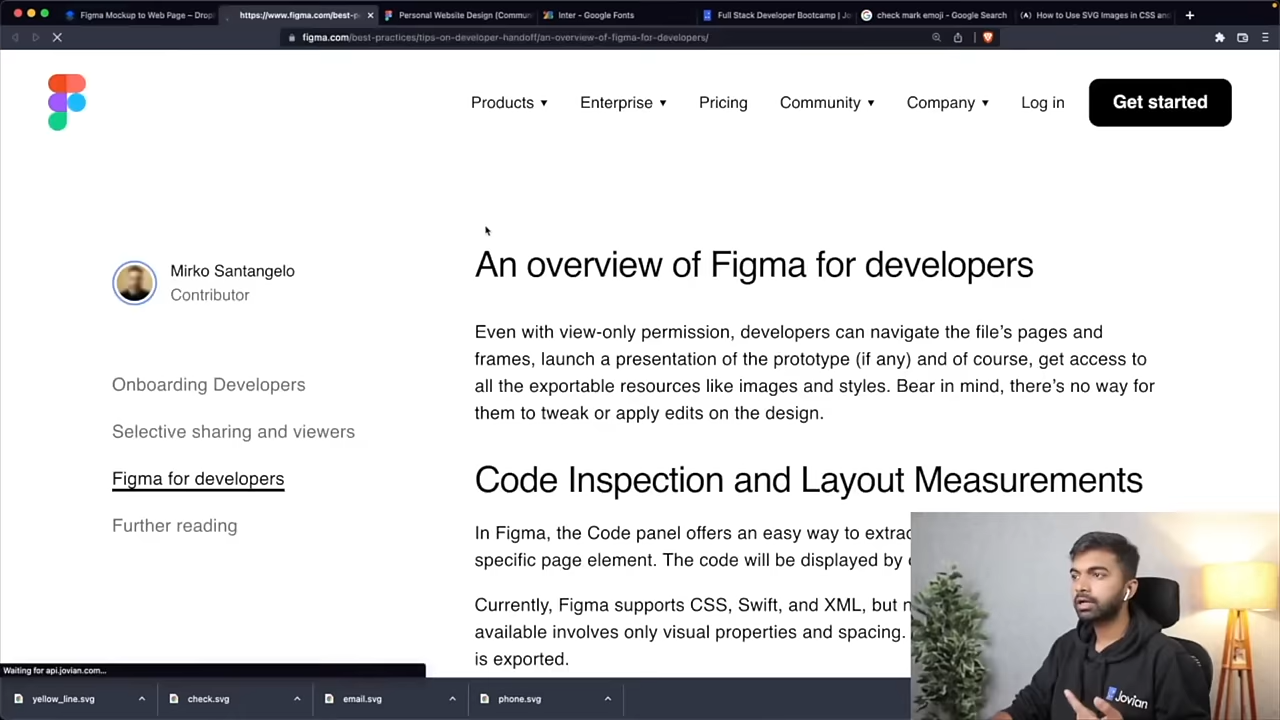 Figma Mockup to Web Page – Drop
https://www.figma.com/best-p
Personal Website Design (Commun
Inter - Google Fonts
Full Stack Developer Bootcamp | Jo
check mark emoji - Google Search
How to Use SVG Images in CSS and
figma.com/best-practices/tips-on-developer-handoff/an-overview-of-figma-for-developers/
Products Enterprise Pricing Community Company Log in Get started
An overview of Figma for developers
Mirko Santangelo
Contributor
Even with view-only permission, developers can navigate the file’s pages and
frames, launch a presentation of the prototype (if any) and of course, get access to
all the exportable resources like images and styles. Bear in mind, there’s no way for
them to tweak or apply edits on the design.
Onboarding Developers
Selective sharing and viewers
Figma for developers
Further reading
Code Inspection and Layout Measurements
In Figma, the Code panel offers an easy way to extrac
specific page element. The code will be displayed by
Currently, Figma supports CSS, Swift, and XML, but
available involves only visual properties and spacing.
is exported.
Waiting for api.jovian.com...
yellow_line.svg
check.svg
email.svg
phone.svg
Jovian